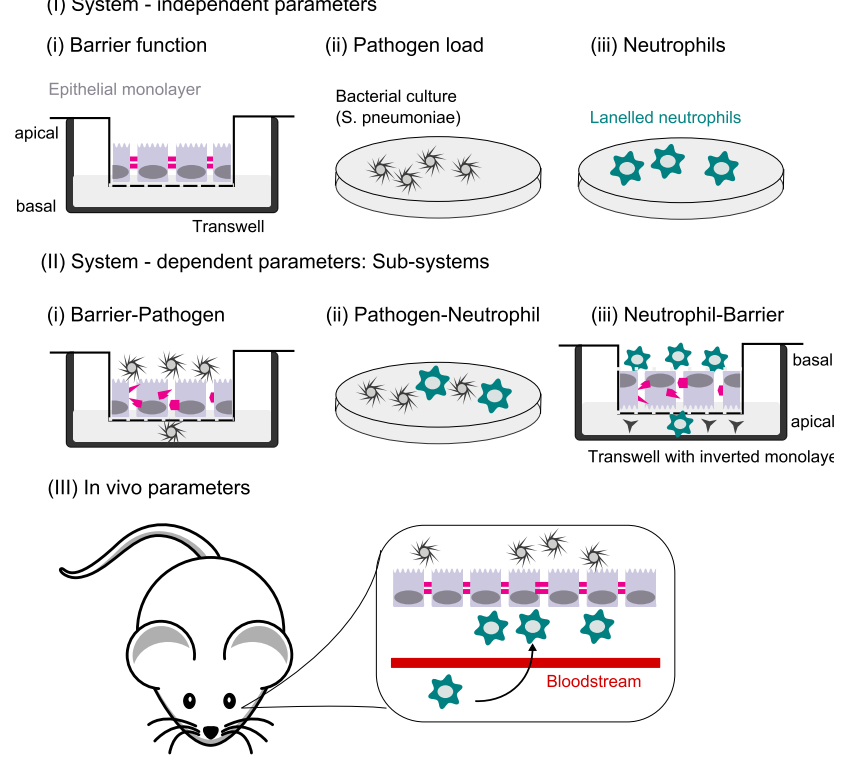 (I) System - independent parameters
(i) Barrier function
(ii) Pathogen load
(iii) Neutrophils
Epithelial monolayer
Bacterial culture
(S. pneumoniae)
Lanelled neutrophils
apical
basal
Transwell
(II) System - dependent parameters: Sub-systems
(i) Barrier-Pathogen
(ii) Pathogen-Neutrophil
(iii) Neutrophil-Barrier
basal
apical
Transwell with inverted monolaye
(III) In vivo parameters
Bloodstream